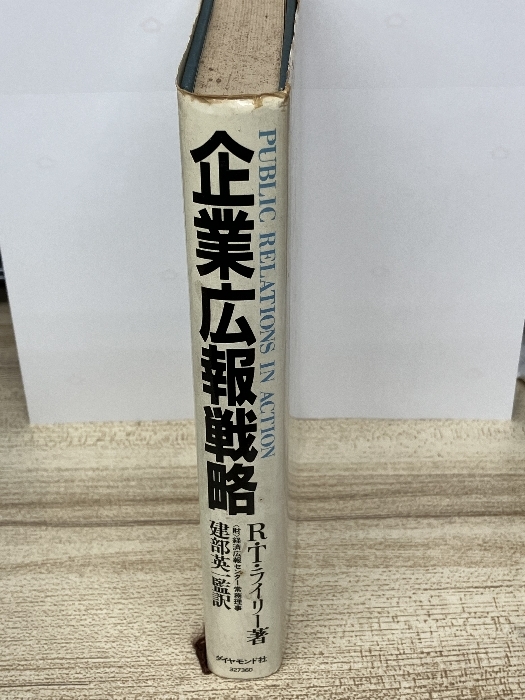 企業広報戦略
PUBLIC RELATIONS IN ACTION
R・T・ライリー著
(財)経済広報センター常務理事
建部英一監訳
ダイヤモンド社
327360